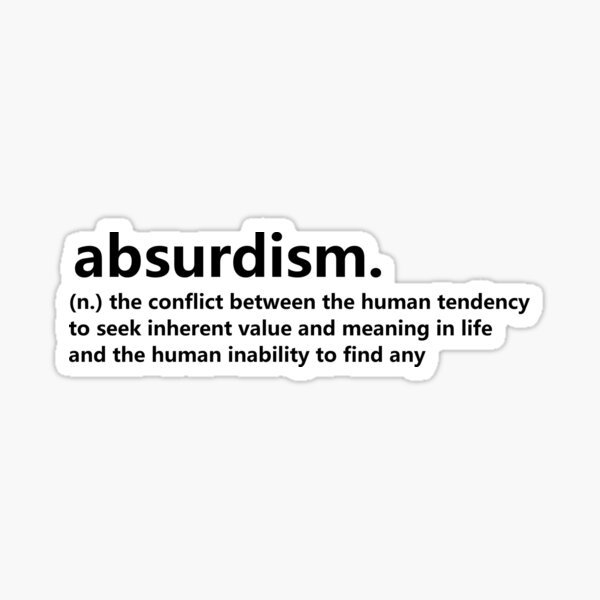 absurdism.
(n.) the conflict between the human tendency
to seek inherent value and meaning in life
and the human inability to find any